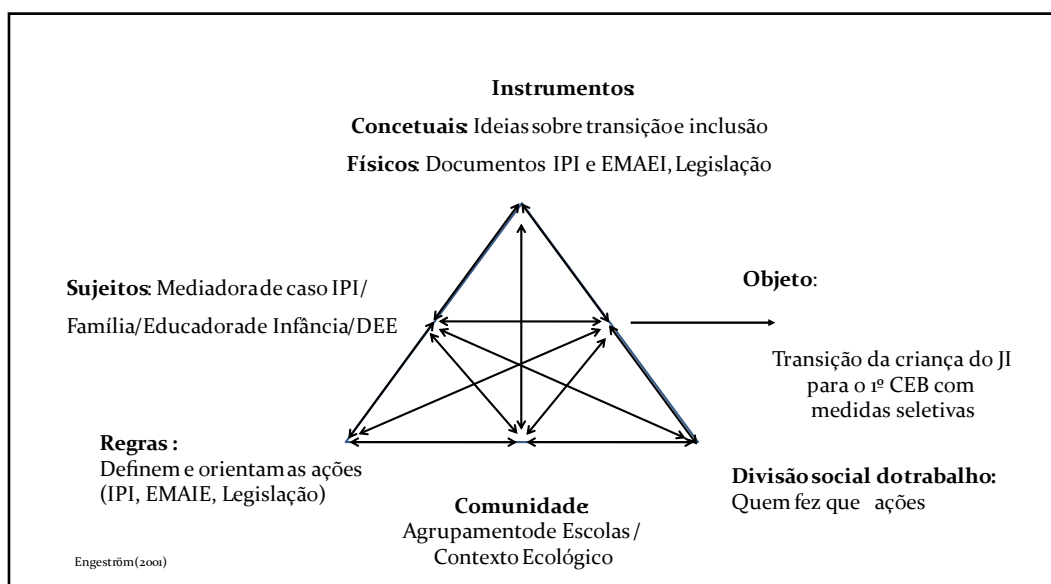 Instrumentos:
Concetuais: Ideias sobre transição e inclusão
Físicos: Documentos IPI e EMAEI, Legislação
Sujeitos: Mediadora de caso IPI/
Família/Educadora de Infância/DEE
Objeto:
Transição da criança do JI
para o 1º CEB com
medidas seletivas
Regras :
Definem e orientam as ações
(IPI, EMAIE, Legislação)
Comunidade:
Agrupamento de Escolas /
Contexto Ecológico
Divisão social do trabalho:
Quem fez que ações
Engeström (2001)